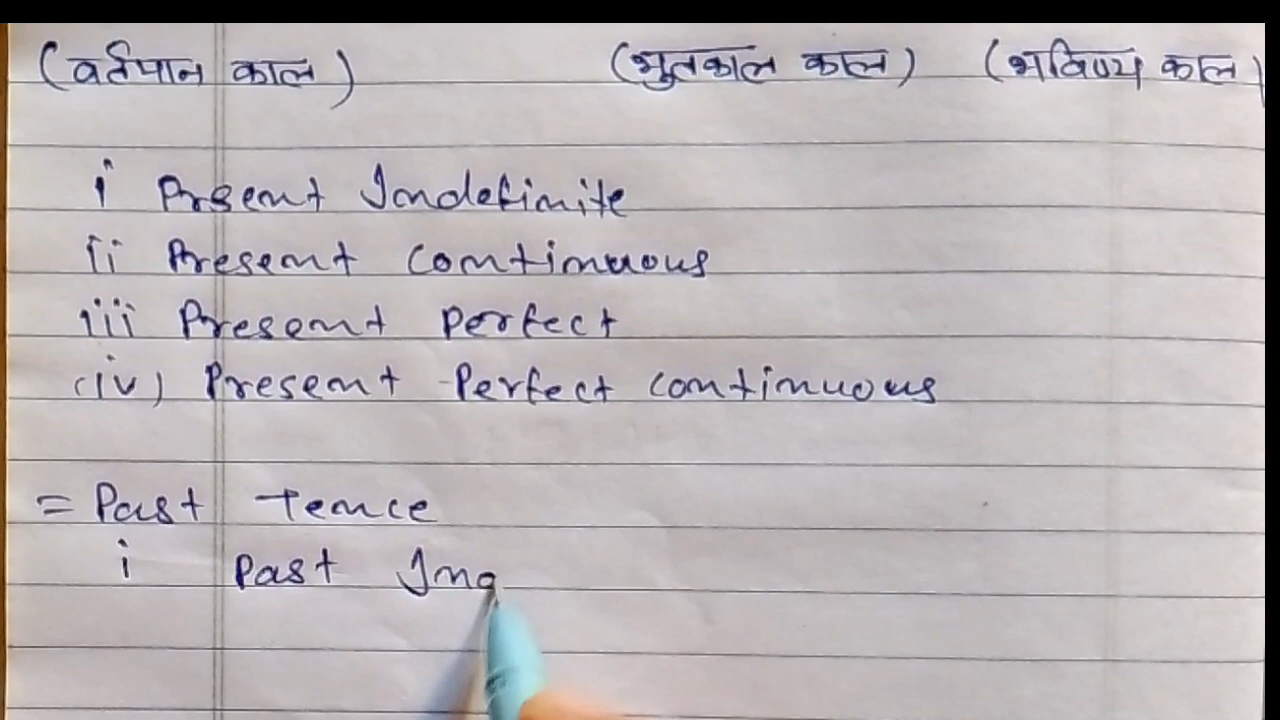 (वर्तमान काल) (भुतकाल काल) (भविष्य काल)
i Prsent Indefinite
ii Present continuous
iii Present perfect
(iv) Present Perfect continuous
= Past Tence
i Past Ind